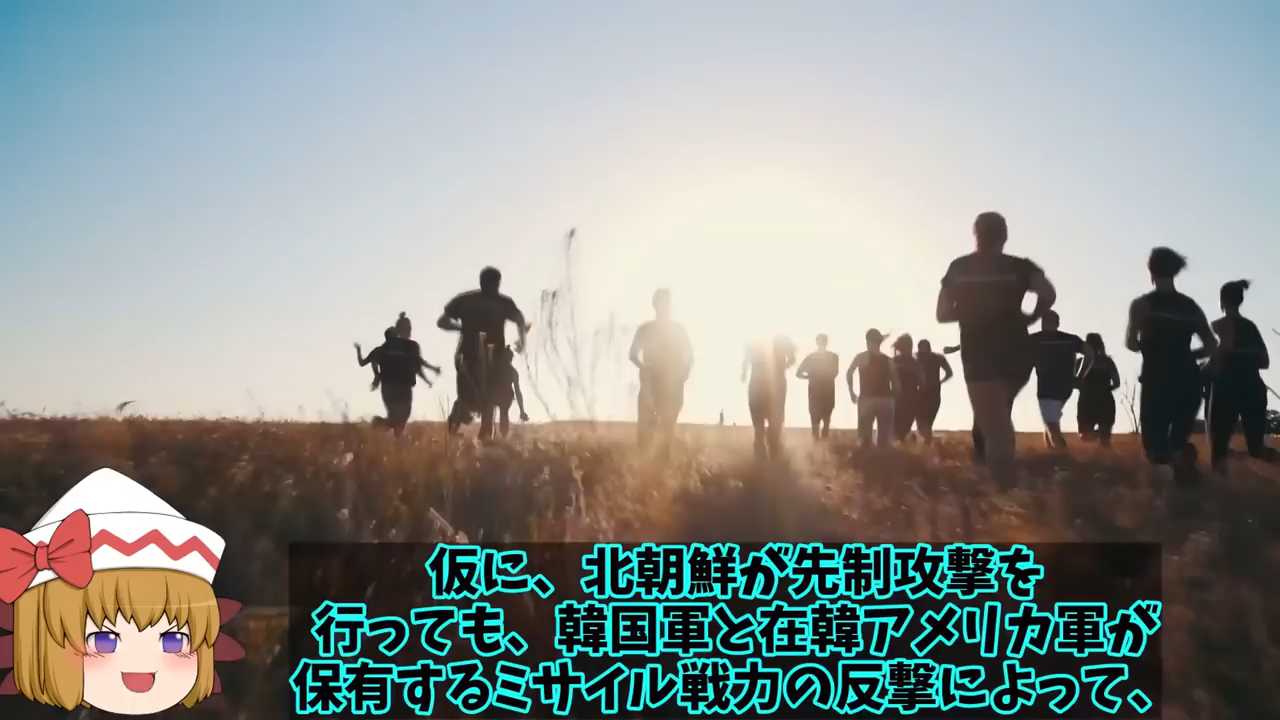 仮に、北朝鮮が先制攻撃を
行っても、韓国軍と在韓アメリカ軍が
保有するミサイル戦力の反撃によって、